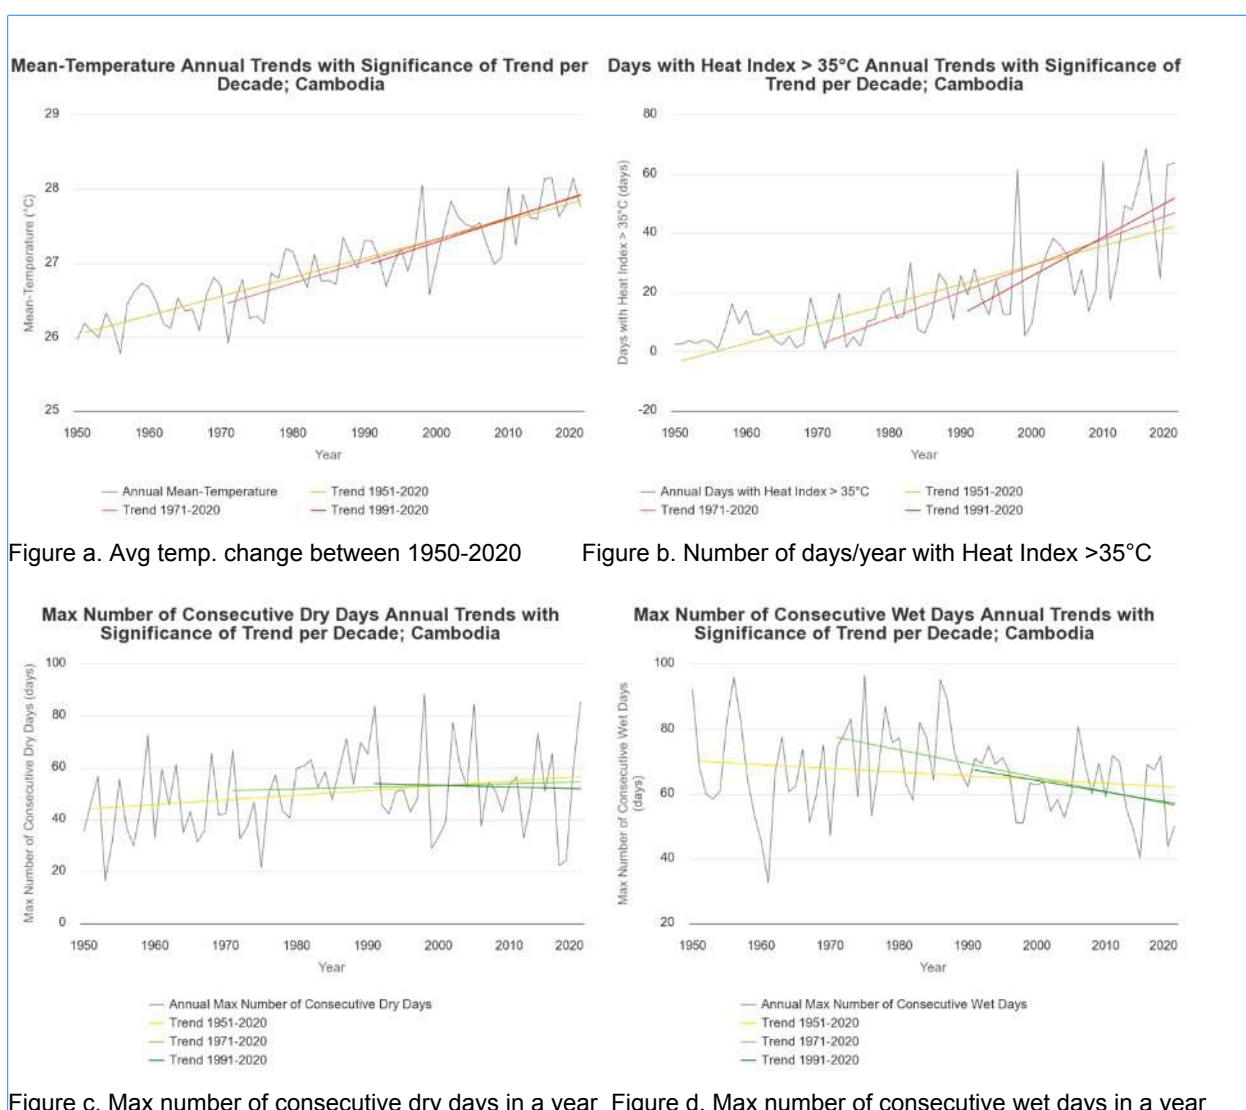 Mean-Temperature Annual Trends with Significance of Trend per
Decade; Cambodia
29
28
27
26
25
Mean-Temperature (°C)
1950 1960 1970 1980 1990 2000 2010 2020
Year
Annual Mean-Temperature
Trend 1951-2020
Trend 1971-2020
Trend 1991-2020
Days with Heat Index > 35°C Annual Trends with Significance of
Trend per Decade; Cambodia
80
60
40
20
0
-20
Days with Heat Index > 35°C (days)
1950 1960 1970 1980 1990 2000 2010 2020
Year
Annual Days with Heat Index > 35°C
Trend 1951-2020
Trend 1971-2020
Trend 1991-2020
Figure a. Avg temp. change between 1950-2020
Figure b. Number of days/year with Heat Index >35°C
Max Number of Consecutive Dry Days Annual Trends with
Significance of Trend per Decade; Cambodia
100
80
60
40
20
0
Max Number of Consecutive Dry Days (days)
1950 1960 1970 1980 1990 2000 2010 2020
Year
Annual Max Number of Consecutive Dry Days
Trend 1951-2020
Trend 1971-2020
Trend 1991-2020
Max Number of Consecutive Wet Days Annual Trends with
Significance of Trend per Decade; Cambodia
100
80
60
40
20
Max Number of Consecutive Wet Days
(days)
1950 1960 1970 1980 1990 2000 2010 2020
Year
Annual Max Number of Consecutive Wet Days
Trend 1951-2020
Trend 1971-2020
Trend 1991-2020
Figure c. Max number of consecutive dry days in a year
Figure d. Max number of consecutive wet days in a year